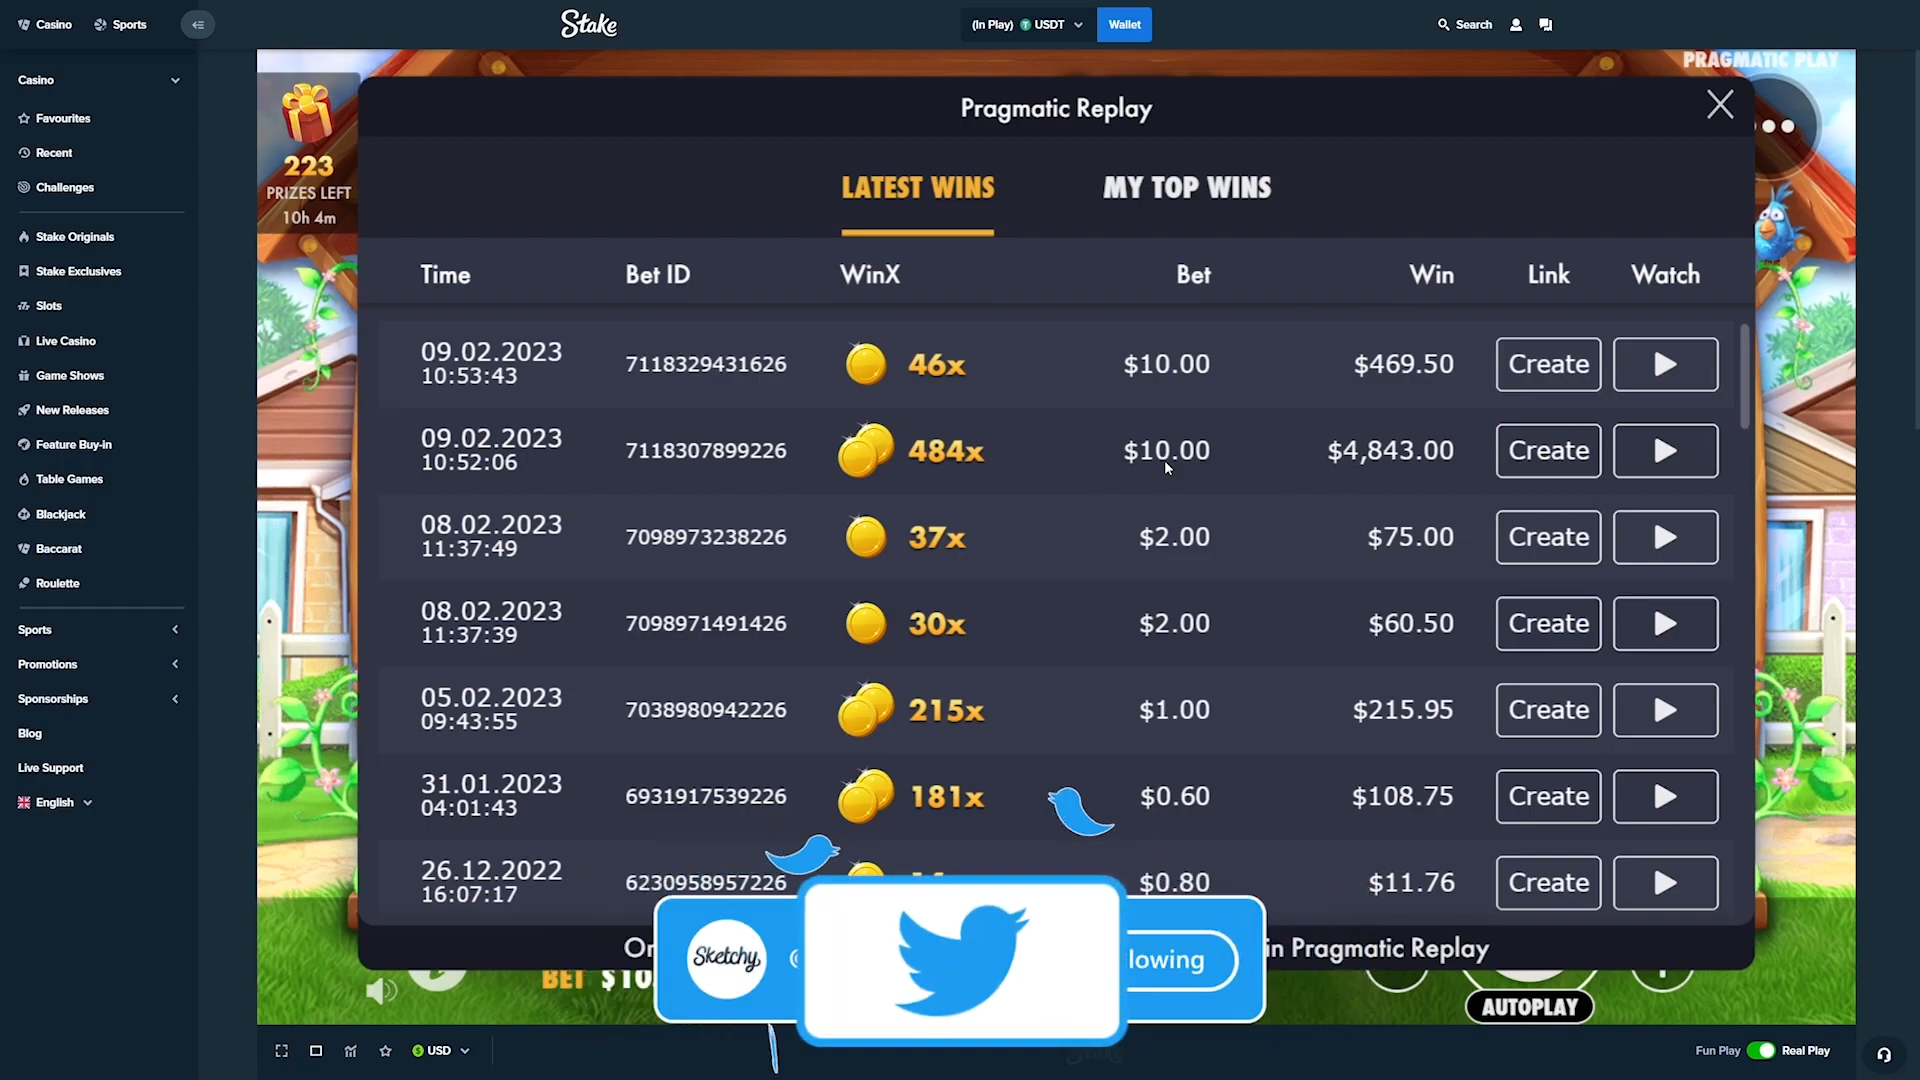 Casino
Sports
Stake
(In Play) USDT
Wallet
Search
Casino
Favourites
Recent
Challenges
Stake Originals
Stake Exclusives
Slots
Live Casino
Game Shows
New Releases
Feature Buy-in
Table Games
Blackjack
Baccarat
Roulette
Sports
Promotions
Sponsorships
Blog
Live Support
English
223
PRIZES LEFT
10h 4m
PRAGMATIC PLAY
Pragmatic Replay
LATEST WINS MY TOP WINS
Time Bet ID WinX Bet Win Link Watch
09.02.2023
10:53:43
7118329431626 46x $10.00 $469.50 Create
09.02.2023
10:52:06
7118307899226 484x $10.00 $4,843.00 Create
08.02.2023
11:37:49
7098973238226 37x $2.00 $75.00 Create
08.02.2023
11:37:39
7098971491426 30x $2.00 $60.50 Create
05.02.2023
09:43:55
7038980942226 215x $1.00 $215.95 Create
31.01.2023
04:01:43
6931917539226 181x $0.60 $108.75 Create
26.12.2022
16:07:17
6230958957226 $0.80 $11.76 Create
in Pragmatic Replay
Sketchy
lowing
BET $10
AUTOPLAY
USD
Stake
Fun Play Real Play